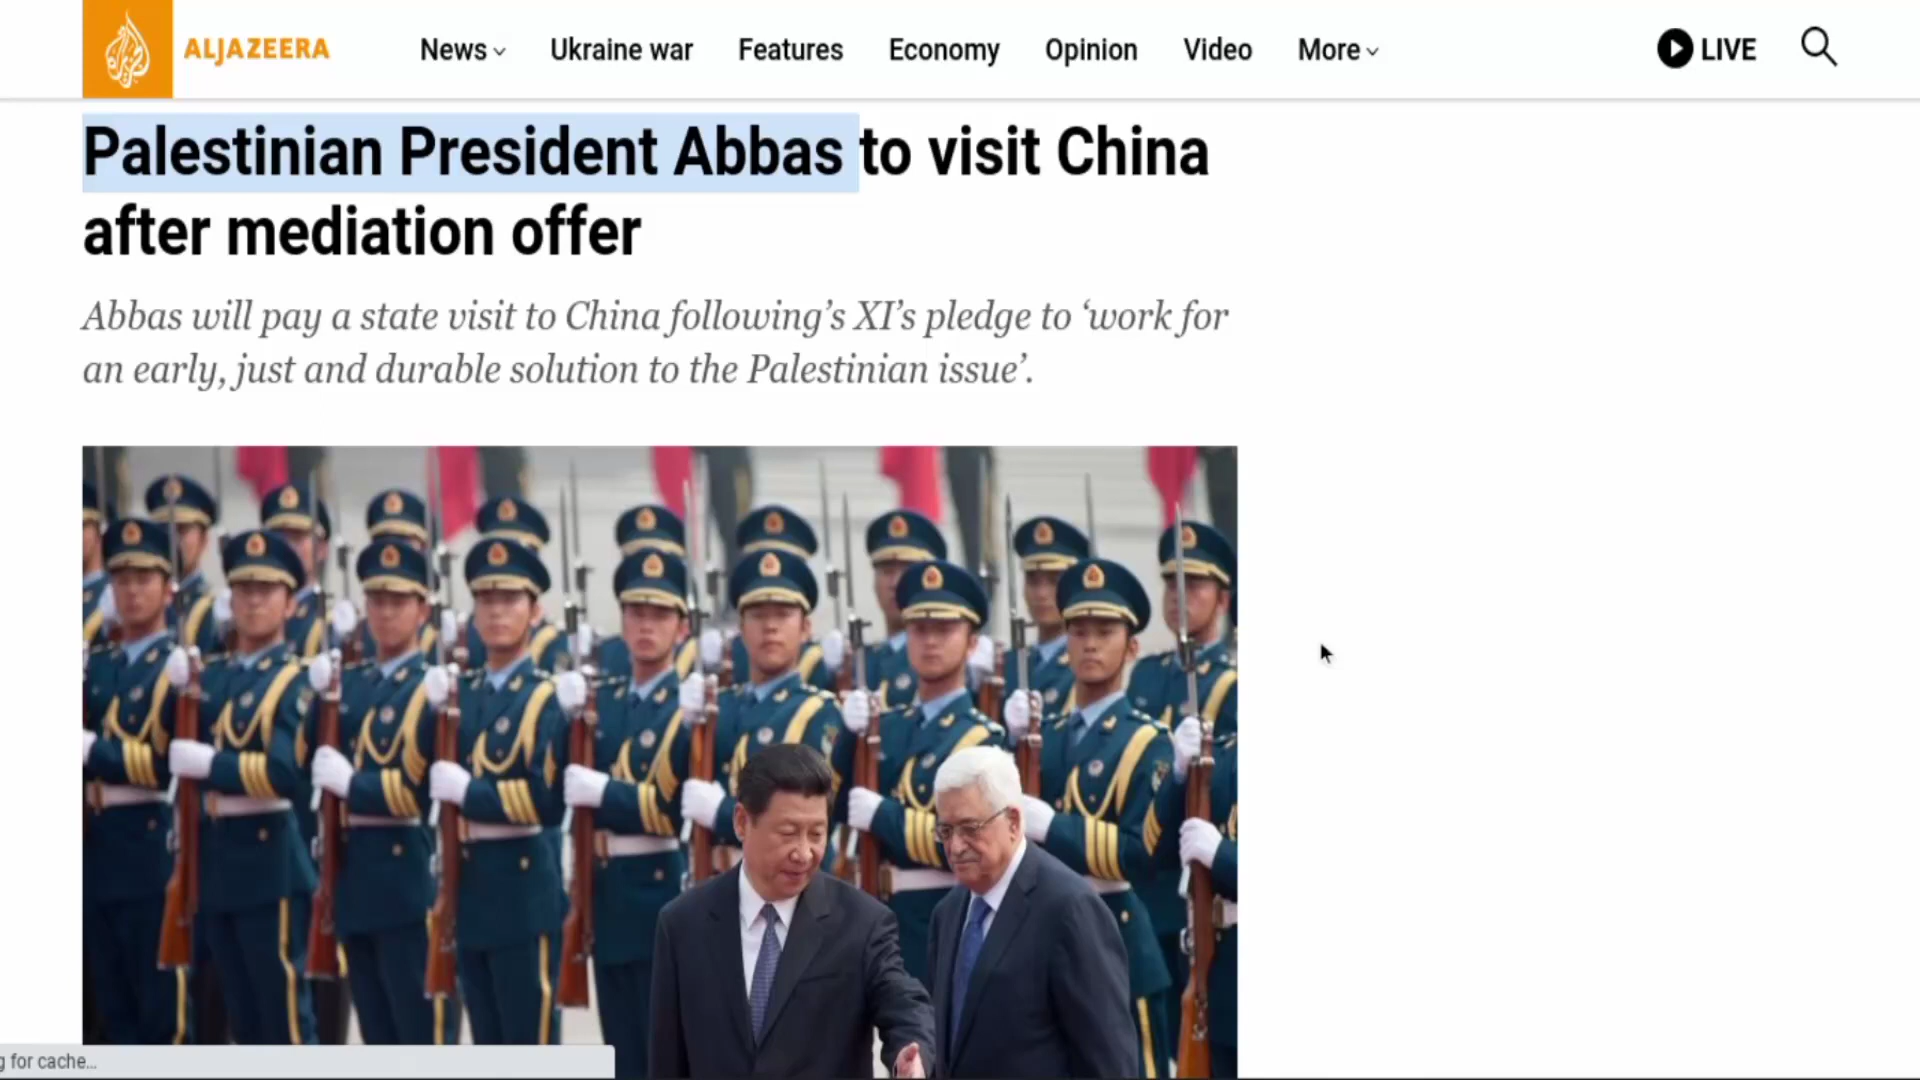 ALJAZEERA
News
Ukraine war
Features
Economy
Opinion
Video
More
LIVE
Palestinian President Abbas to visit China
after mediation offer
Abbas will pay a state visit to China following’s XI’s pledge to ‘work for
an early, just and durable solution to the Palestinian issue’.
for cache...